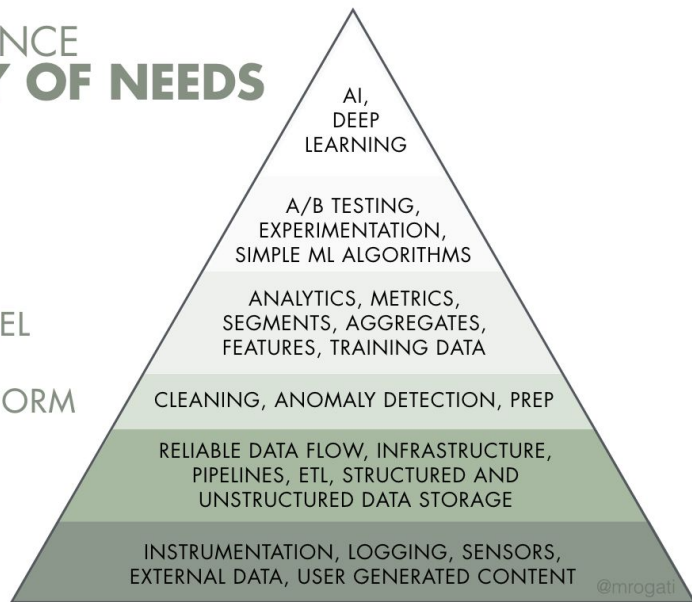 NCE
Y OF NEEDS
AI,
DEEP
LEARNING
A/B TESTING,
EXPERIMENTATION,
SIMPLE ML ALGORITHMS
EL
ANALYTICS, METRICS,
SEGMENTS, AGGREGATES,
FEATURES, TRAINING DATA
ORM
CLEANING, ANOMALY DETECTION, PREP
RELIABLE DATA FLOW, INFRASTRUCTURE,
PIPELINES, ETL, STRUCTURED AND
UNSTRUCTURED DATA STORAGE
INSTRUMENTATION, LOGGING, SENSORS,
EXTERNAL DATA, USER GENERATED CONTENT
@mrogati